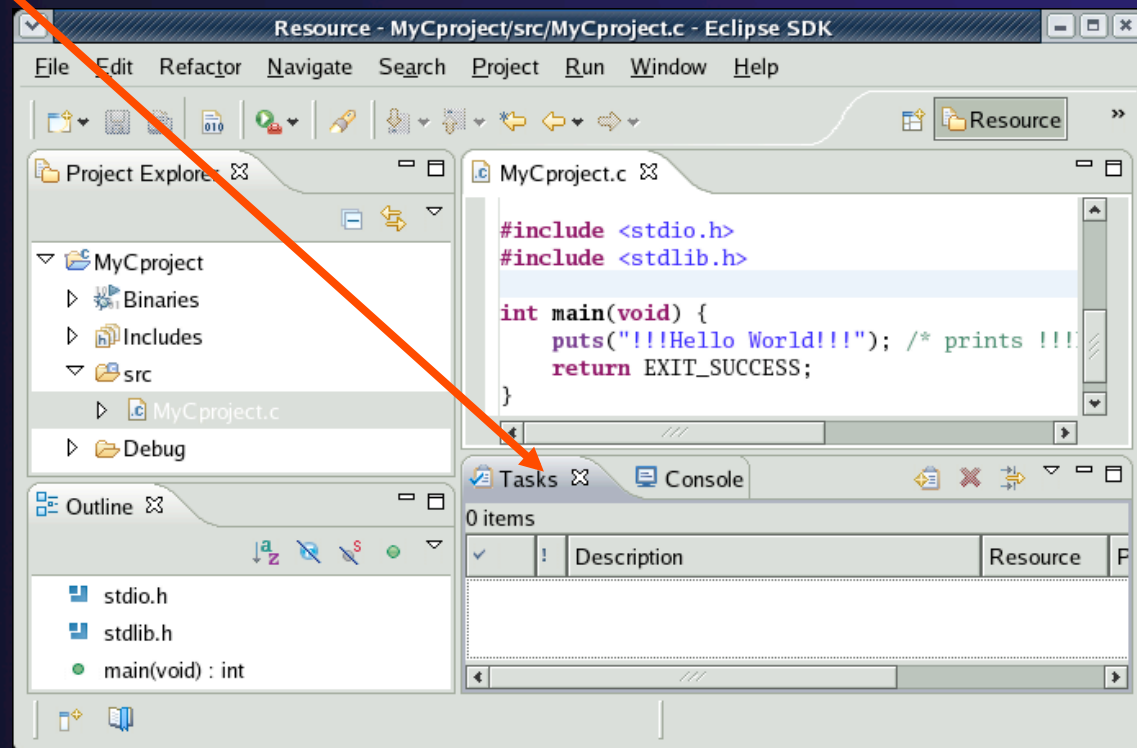 Resource - MyCproject/src/MyCproject.c - Eclipse SDK
File Edit Refactor Navigate Search Project Run Window Help
010
Resource »
Project Explorer
MyCproject
Binaries
Includes
src
MyCproject.c
Debug
Outline
stdio.h
stdlib.h
main(void) : int
MyCproject.c
#include <stdio.h>
#include <stdlib.h>
int main(void) {
puts("!!!Hello World!!!"); /* prints !!!
return EXIT_SUCCESS;
}
Tasks Console
0 items
! Description Resource P